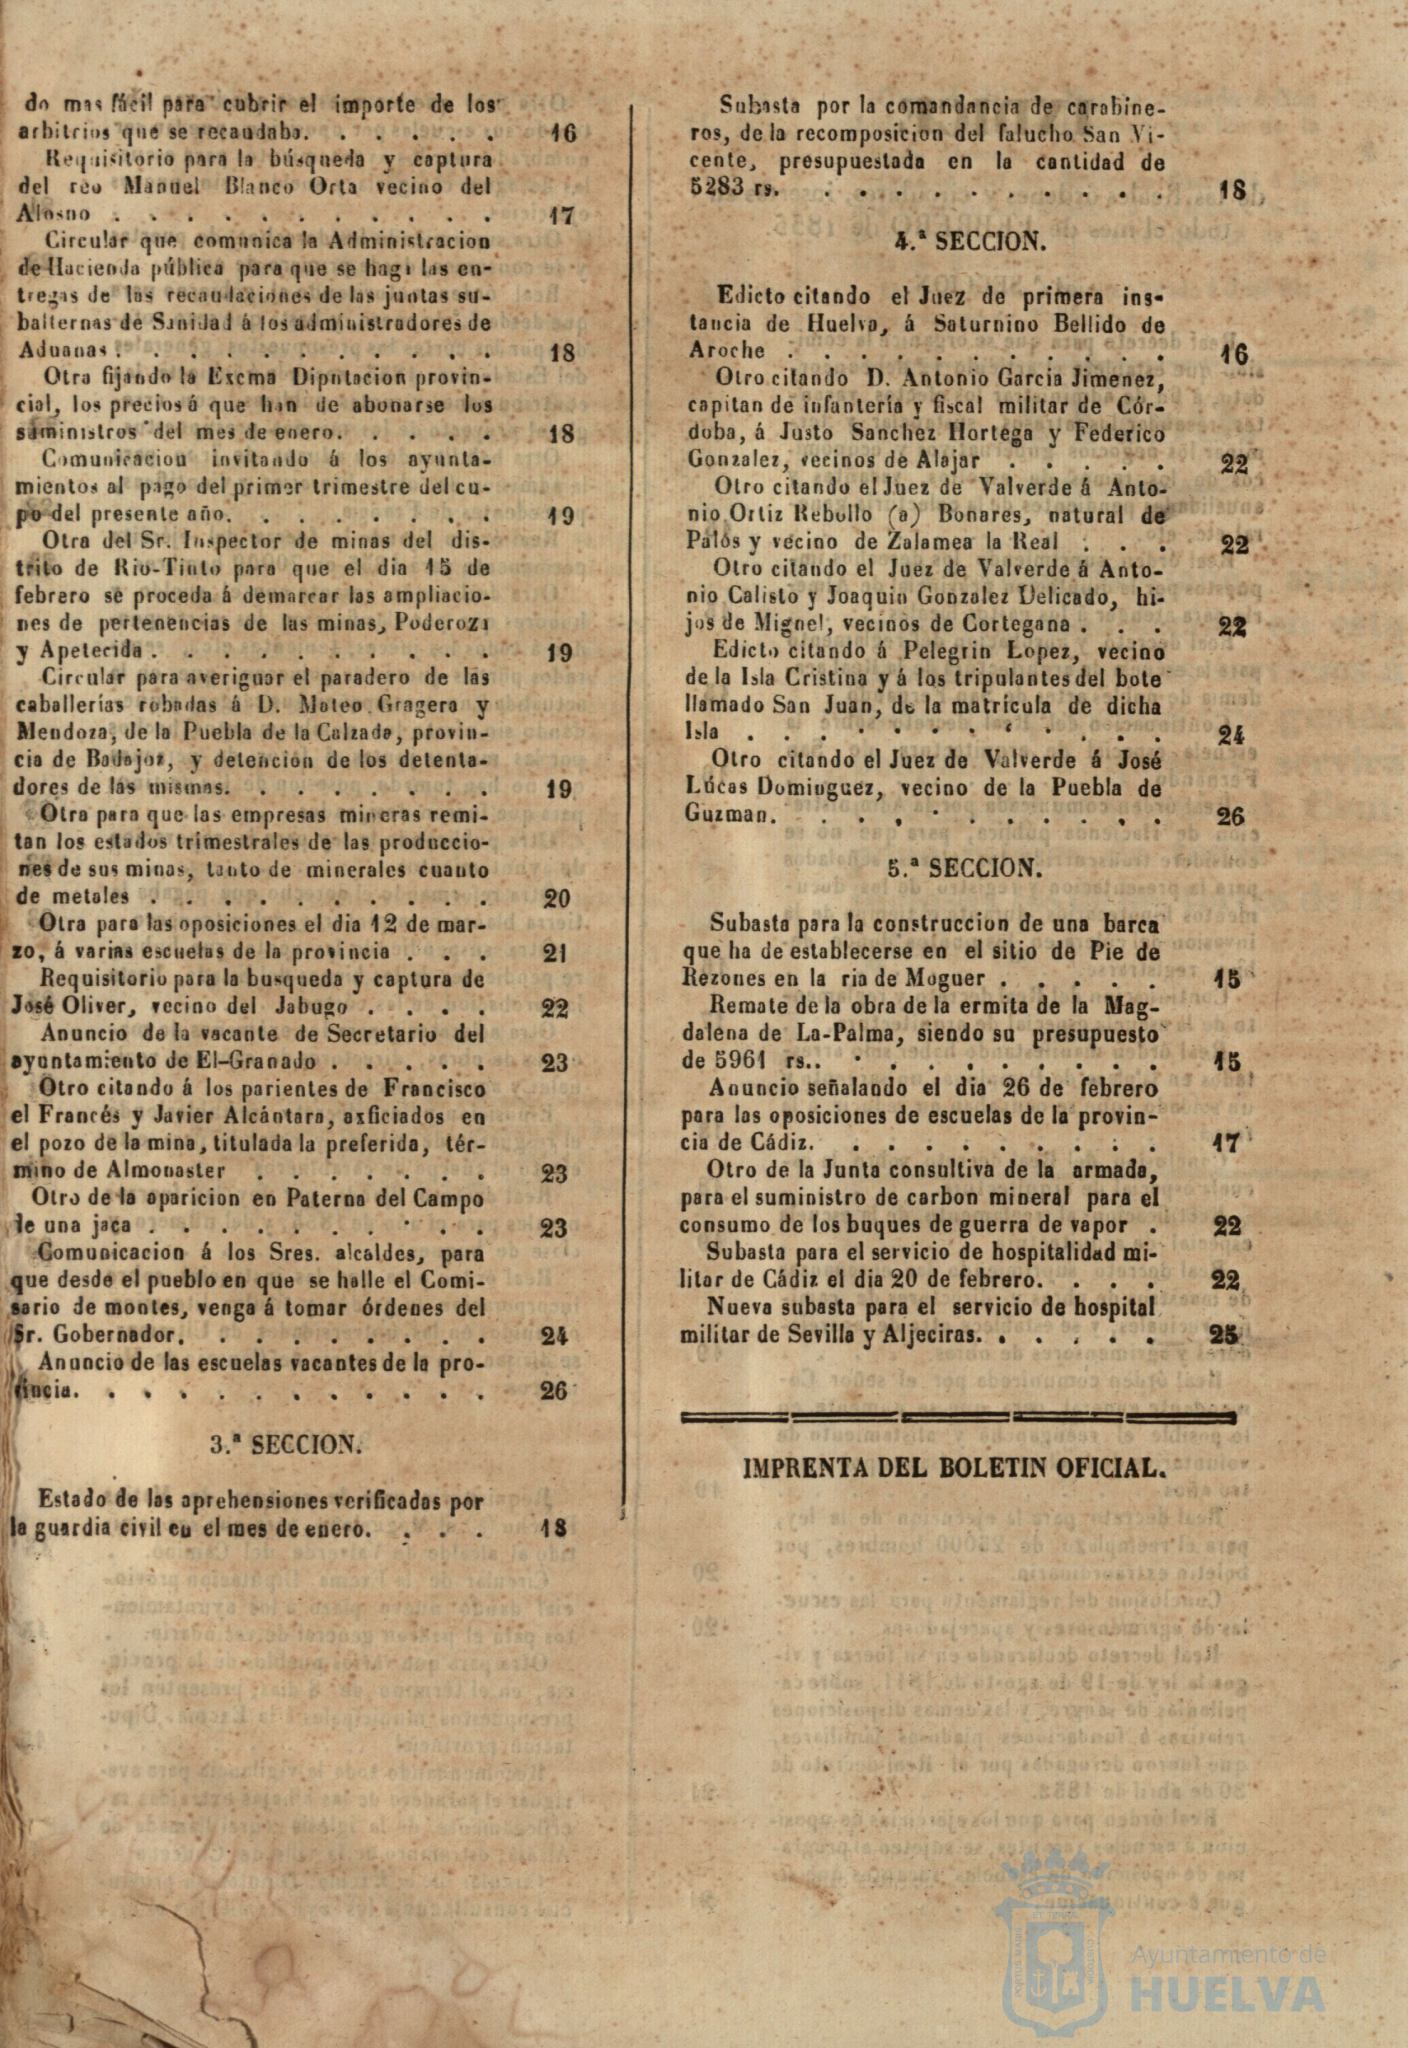 do mas fácil para cubrir el importe de los
arbitrios que se recaudaba. . . . . . 16
Requisitorio para la búsqueda y captura
del reo Manuel Blanco Orta vecino del
Alosno . . . . . . . . . . . 17
Circular que comunica la Administracion
de Hacienda pública para que se haga las en-
tregas de las recaudaciones de las juntas su-
balternas de Sanidad á los administradores de
Aduanas . . . . . . . . . . . 18
Otra fijando la Excma Diputacion provin-
cial, los precios á que han de abonarse los
suministros del mes de enero. . . . . 18
Comunicacion invitando á los ayunta-
mientos al pago del primer trimestre del cu-
po del presente año. . . . . . . . 19
Otra del Sr. Inspector de minas del dis-
trito de Rio-Tinto para que el dia 15 de
febrero se proceda á demarcar las ampliacio-
nes de pertenencias de las minas, Poderoza
y Apetecida . . . . . . . . . . 19
Circular para averiguar el paradero de las
caballerías robadas á D. Mateo Gragera y
Mendoza, de la Puebla de la Calzada, provin-
cia de Badajoz, y detencion de los detenta-
dores de las mismas. . . . . . . . 19
Otra para que las empresas mineras remi-
tan los estados trimestrales de las produccio-
nes de sus minas, tanto de minerales cuanto
de metales . . . . . . . . . . 20
Otra para las oposiciones el dia 12 de mar-
zo, á varias escuelas de la provincia . . . 21
Requisitorio para la busqueda y captura de
José Oliver, vecino del Jabugo . . . . 22
Anuncio de la vacante de Secretario del
ayuntamiento de El-Granado . . . . . 23
Otro citando á los parientes de Francisco
el Francés y Javier Alcántara, axficiados en
el pozo de la mina, titulada la preferida, tér-
mino de Almonaster . . . . . . . 23
Otro de la aparicion en Paterna del Campo
de una jaca . . . . . . . . . . 23
Comunicacion á los Sres. alcaldes, para
que desde el pueblo en que se halle el Comi-
sario de montes, venga á tomar órdenes del
Sr. Gobernador. . . . . . . . . . 24
Anuncio de las escuelas vacantes de la pro-
vincia. . . . . . . . . . . . . 26
3.ª SECCION.
Estado de las aprehensiones verificadas por
la guardia civil en el mes de enero. . . . 18
Subasta por la comandancia de carabine-
ros, de la recomposicion del falucho San Vi-
cente, presupuestada en la cantidad de
5283 rs. . . . . . . . . . . . 18
4.ª SECCION.
Edicto citando el Juez de primera ins-
tancia de Huelva, á Saturnino Bellido de
Aroche . . . . . . . . . . . 16
Otro citando D. Antonio Garcia Jimenez,
capitan de infantería y fiscal militar de Cór-
doba, á Justo Sanchez Hortega y Federico
Gonzalez, vecinos de Alajar . . . . . 22
Otro citando el Juez de Valverde á Anto-
nio Ortiz Rebollo (a) Bonares, natural de
Palos y vecino de Zalamea la Real . . . 22
Otro citando el Juez de Valverde á Anto-
nio Calisto y Joaquin Gonzalez Delicado, hi-
jos de Miguel, vecinos de Cortegana . . . 22
Edicto citando á Pelegrin Lopez, vecino
de la Isla Cristina y á los tripulantes del bote
llamado San Juan, de la matrícula de dicha
Isla . . . . . . . . . . . . 24
Otro citando el Juez de Valverde á José
Lúcas Dominguez, vecino de la Puebla de
Guzman. . . . . . . . . . . 26
5.ª SECCION.
Subasta para la construccion de una barca
que ha de establecerse en el sitio de Pie de
Rezones en la ria de Moguer . . . . . 15
Remate de la obra de la ermita de la Mag-
dalena de La-Palma, siendo su presupuesto
de 5961 rs.. . . . . . . . . . 15
Anuncio señalando el dia 26 de febrero
para las oposiciones de escuelas de la provin-
cia de Cádiz. . . . . . . . . . 17
Otro de la Junta consultiva de la armada,
para el suministro de carbon mineral para el
consumo de los buques de guerra de vapor . 22
Subasta para el servicio de hospitalidad mi-
litar de Cádiz el dia 20 de febrero. . . . 22
Nueva subasta para el servicio de hospital
militar de Sevilla y Aljeciras. . . . . . 25
IMPRENTA DEL BOLETIN OFICIAL.
Ayuntamiento de
HUELVA